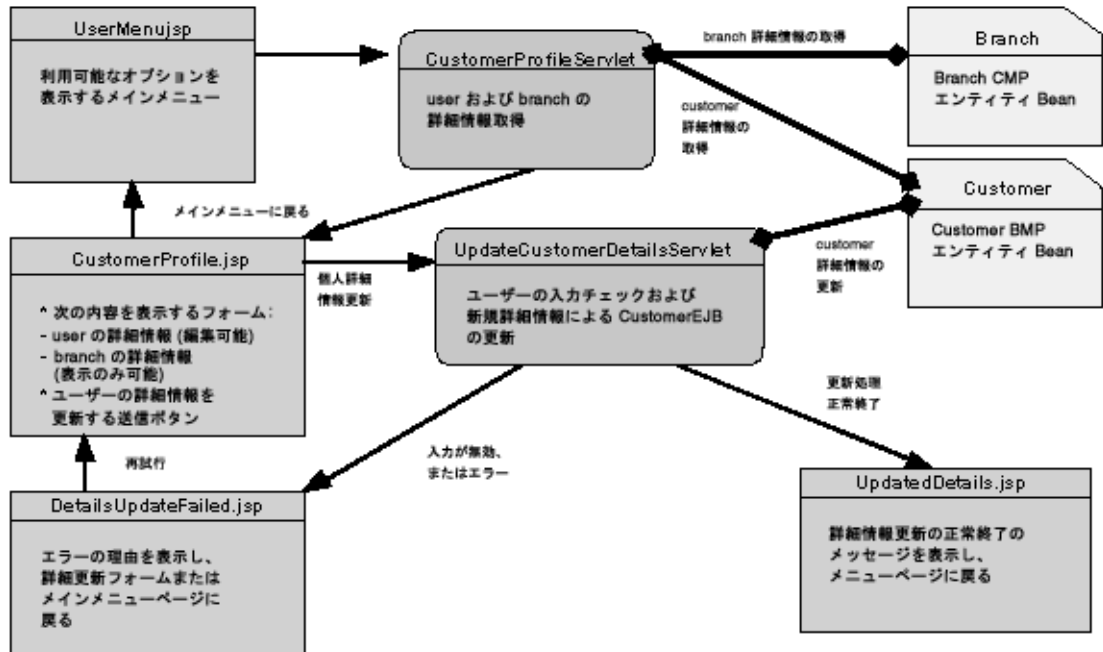 UserMenujsp
利用可能なオプションを
表示するメインメニュー
CustomerProfileServlet
user および branch の
詳細情報取得
branch 詳細情報の取得
Branch
Branch CMP
エンティティ Bean
customer
詳細情報の
取得
Customer
Customer BMP
エンティティ Bean
メインメニューに戻る
CustomerProfile.jsp
^ 次の内容を表示するフォーム:
- user の詳細情報 (編集可能)
- branch の詳細情報
(表示のみ可能)
^ ユーザーの詳細情報を
更新する送信ボタン
個人詳細
情報更新
UpdateCustomerDetailsServlet
ユーザーの入力チェックおよび
新規詳細情報による CustomerEJB
の更新
customer
詳細情報の
更新
再試行
入力が無効、
またはエラー
更新処理
正常終了
DetailsUpdateFailed.jsp
エラーの理由を表示し、
詳細更新フォームまたは
メインメニューページに
戻る
UpdatedDetails.jsp
詳細情報更新の正常終了の
メッセージを表示し、
メニューページに戻る